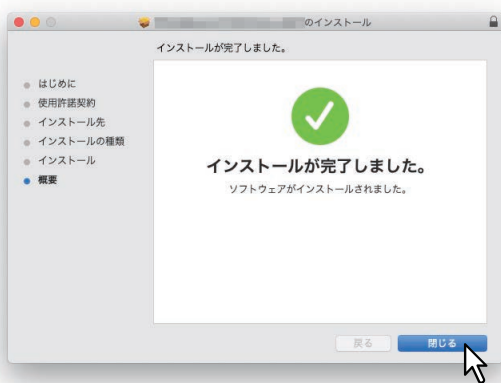 のインストール
インストールが完了しました。
はじめに
使用許諾契約
インストール先
インストールの種類
インストール
概要
インストールが完了しました。
ソフトウェアがインストールされました。
戻る
閉じる